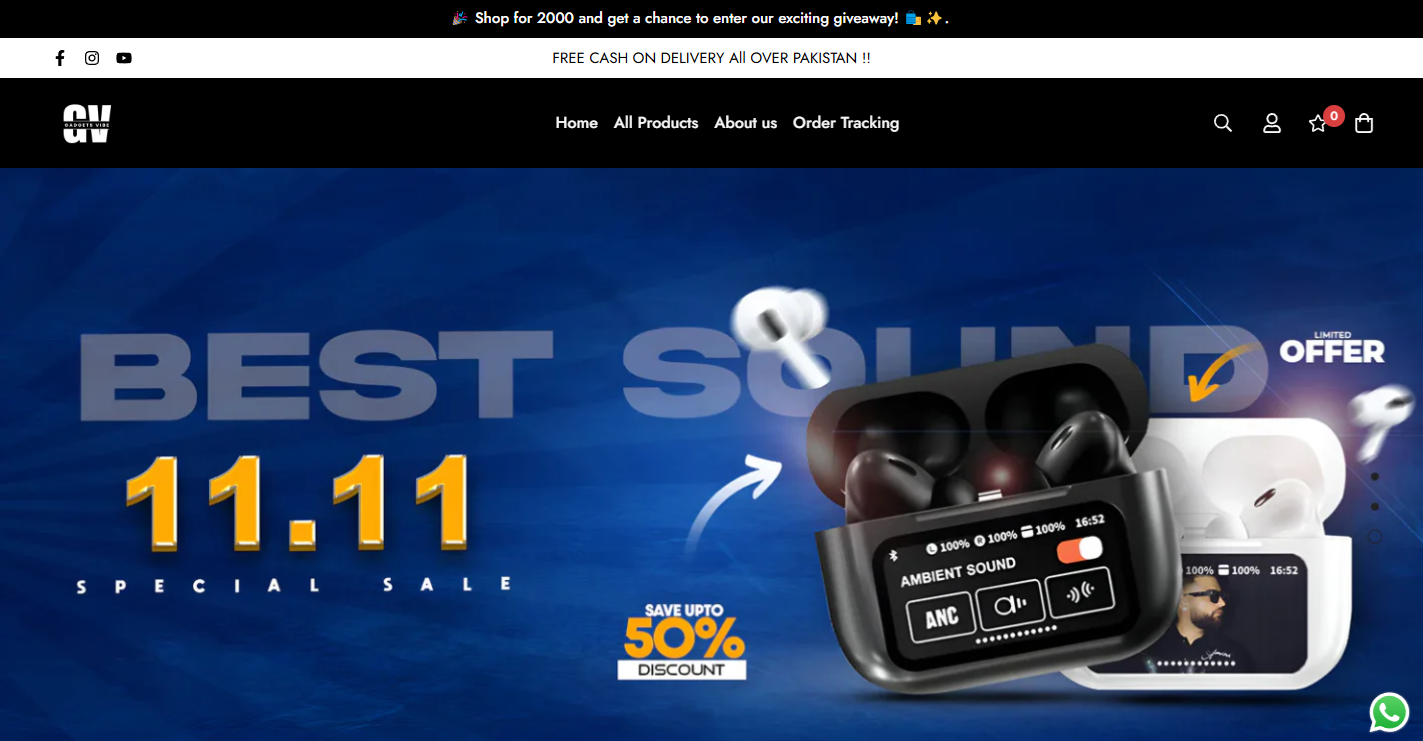 🎉 Shop for 2000 and get a chance to enter our exciting giveaway! 🛍️ ✨ .
FREE CASH ON DELIVERY All OVER PAKISTAN !!
GV
GADGETS VIBE
Home All Products About us Order Tracking
0
BEST SOUND
LIMITED
OFFER
11.11
SPECIAL SALE
SAVE UPTO
50%
DISCOUNT
L 100% R 100% 100% 16:52
AMBIENT SOUND
ANC
100% 100% 16:52